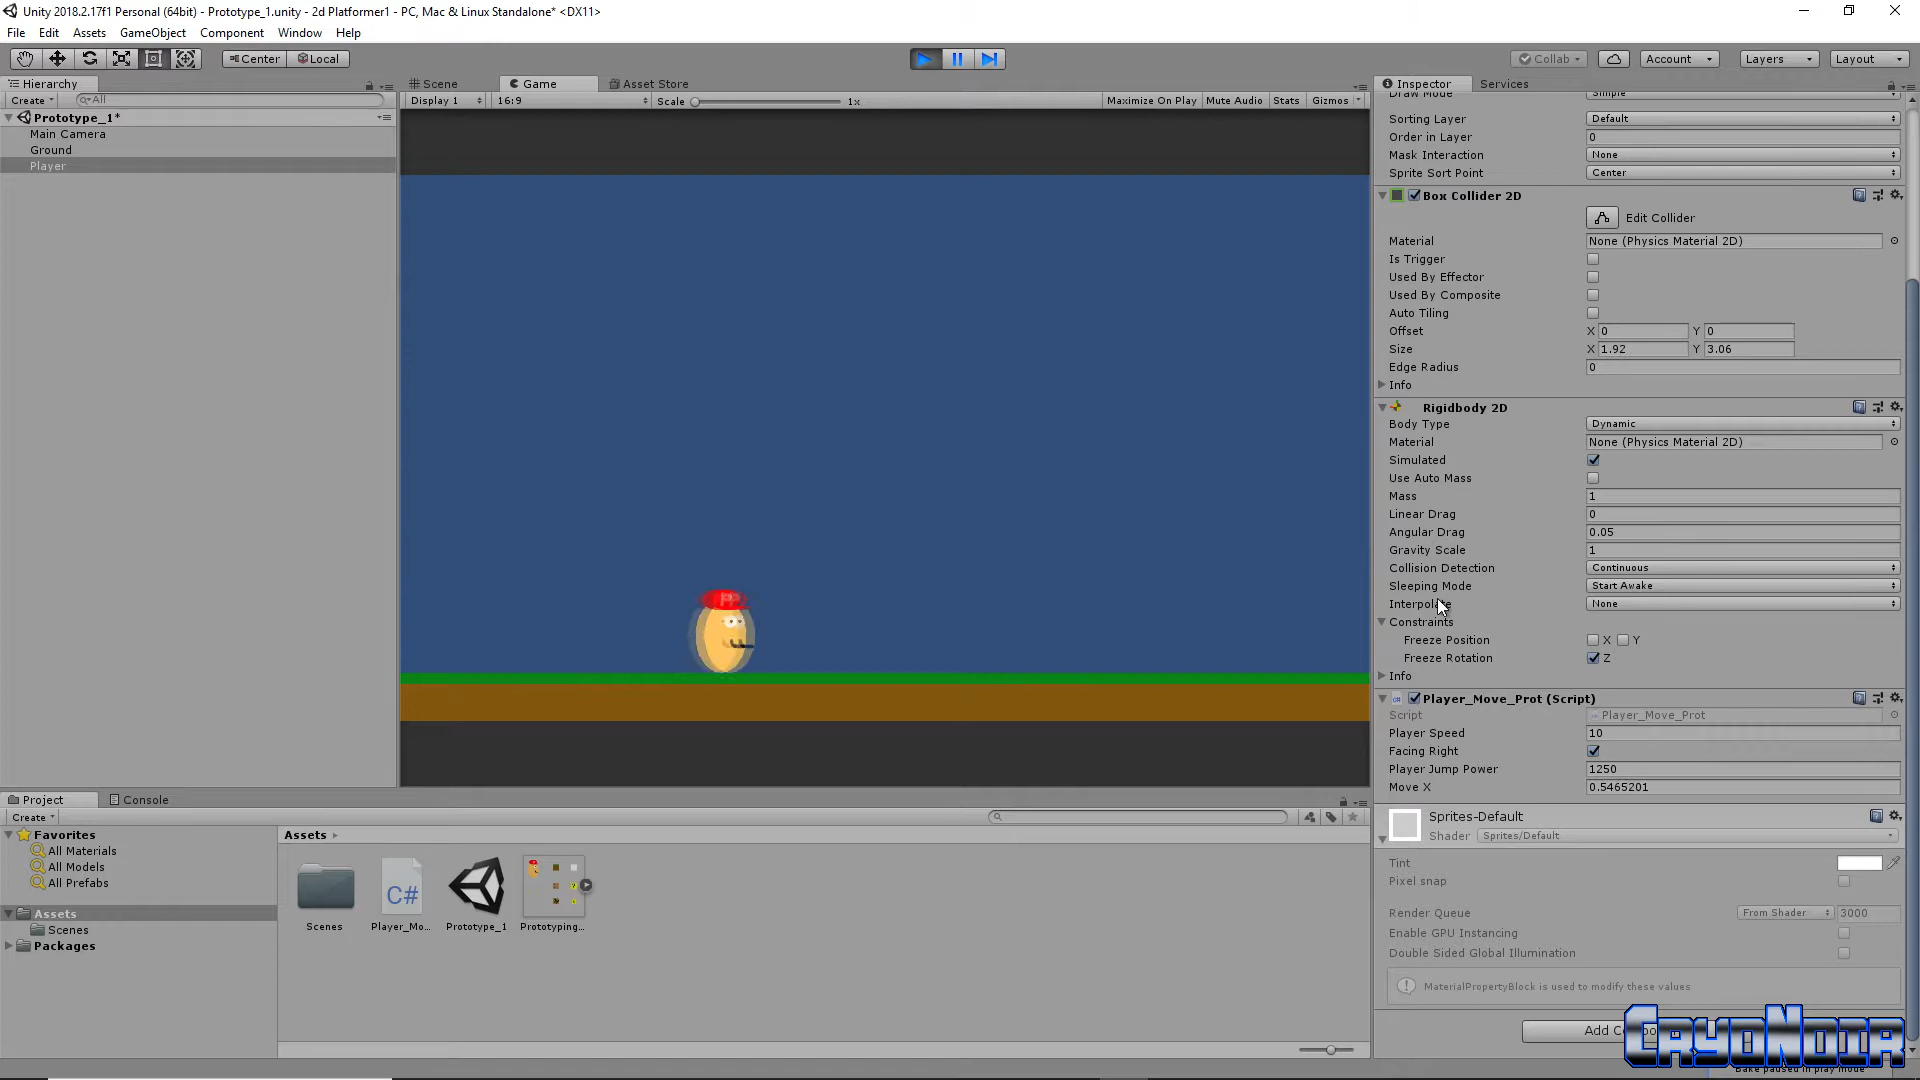 Unity 2018.2.17f1 Personal (64bit) - Prototype_1.unity - 2d Platformer1 - PC, Mac & Linux Standalone* <DX11>
File Edit Assets GameObject Component Window Help
Center Local Collab Account Layers Layout
Hierarchy
Create All
Prototype_1*
Main Camera
Ground
Player
Scene Game Asset Store
Display 1 16:9 Scale 1x Maximize On Play Mute Audio Stats Gizmos
Inspector Services
Draw Mode Simple
Sorting Layer Default
Order in Layer 0
Mask Interaction None
Sprite Sort Point Center
Box Collider 2D
Edit Collider
Material None (Physics Material 2D)
Is Trigger
Used By Effector
Used By Composite
Auto Tiling
Offset X 0 Y 0
Size X 1.92 Y 3.06
Edge Radius 0
Info
Rigidbody 2D
Body Type Dynamic
Material None (Physics Material 2D)
Simulated
Use Auto Mass
Mass 1
Linear Drag 0
Angular Drag 0.05
Gravity Scale 1
Collision Detection Continuous
Sleeping Mode Start Awake
Interpolate None
Constraints
Freeze Position X Y
Freeze Rotation Z
Info
Player_Move_Prot (Script)
Script Player_Move_Prot
Player Speed 10
Facing Right
Player Jump Power 1250
Move X 0.5465201
Sprites-Default
Shader Sprites/Default
Tint
Pixel snap
Render Queue From Shader 3000
Enable GPU Instancing
Double Sided Global Illumination
MaterialPropertyBlock is used to modify these values
CryoNoir
Bake paused in play mode
Project Console
Create
Favorites
All Materials
All Models
All Prefabs
Assets
Scenes
Packages
Assets
Scenes Player_Mo... Prototype_1 Prototyping...
C#